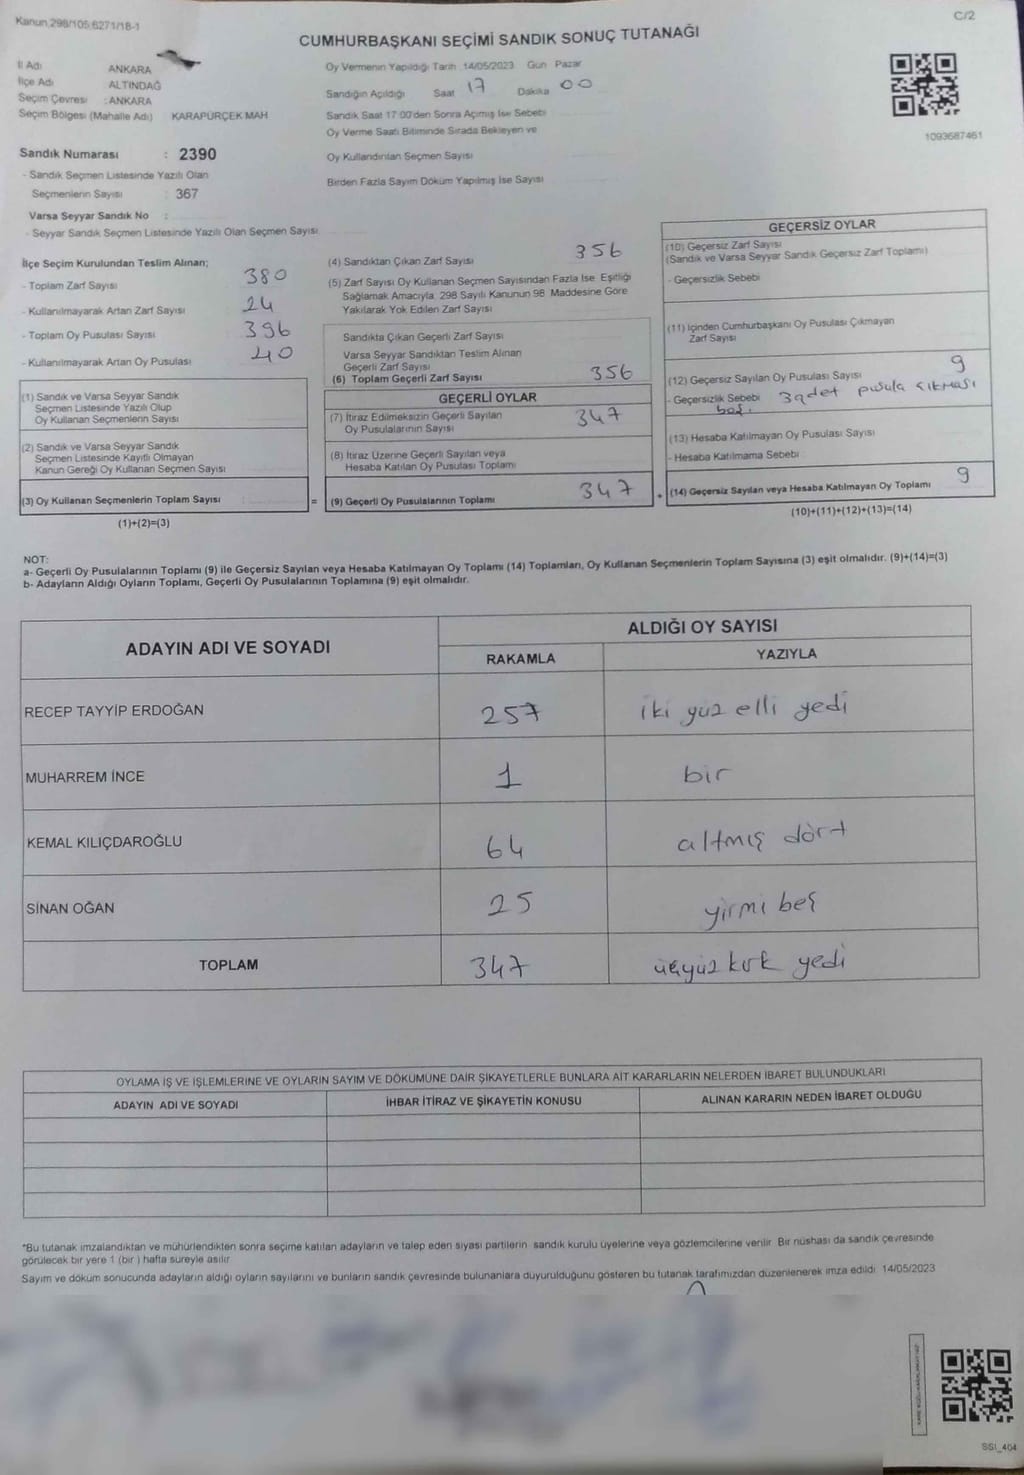 Kanun 298/105,6271/18-1
C/2
CUMHURBAŞKANI SEÇİMİ SANDIK SONUÇ TUTANAĞI
İl Adı ANKARA
İlçe Adı ALTINDAĞ
Seçim Çevresi : ANKARA
Seçim Bölgesi (Mahalle Adı) KARAPÜRÇEK MAH
Sandık Numarası : 2390
- Sandık Seçmen Listesinde Yazılı Olan
Seçmenlerin Sayısı : 367
Varsa Seyyar Sandık No :
- Seyyar Sandık Seçmen Listesinde Yazılı Olan Seçmen Sayısı
Oy Vermenin Yapıldığı Tarih :14/05/2023 Gün Pazar
Sandığın Açıldığı Saat 17 Dakika 00
Sandık Saat 17:00'den Sonra Açımış İse Sebebi
Oy Verme Saati Bitiminde Sırada Bekleyen ve
Oy Kullandırılan Seçmen Sayısı
Birden Fazla Sayım Döküm Yapılmış İse Sayısı
1093687461
İlçe Seçim Kurulundan Teslim Alınan;
- Toplam Zarf Sayısı 380
- Kullanılmayarak Artan Zarf Sayısı 24
- Toplam Oy Pusulası Sayısı 396
- Kullanılmayarak Artan Oy Pusulası 40
(1) Sandık ve Varsa Seyyar Sandık
Seçmen Listesinde Yazılı Olup
Oy Kullanan Seçmenlerin Sayısı
(2) Sandık ve Varsa Seyyar Sandık
Seçmen Listesinde Kayıtlı Olmayan
Kanun Gereği Oy Kullanan Seçmen Sayısı
(3) Oy Kullanan Seçmenlerin Toplam Sayısı =
(1)+(2)=(3)
(4) Sandıktan Çıkan Zarf Sayısı 356
(5) Zarf Sayısı Oy Kullanan Seçmen Sayısından Fazla İse, Eşitliği
Sağlamak Amacıyla, 298 Sayılı Kanunun 98. Maddesine Göre
Yakılarak Yok Edilen Zarf Sayısı
Sandıkta Çıkan Geçerli Zarf Sayısı
Varsa Seyyar Sandıktan Teslim Alınan
Geçerli Zarf Sayısı
(6) Toplam Geçerli Zarf Sayısı 356
GEÇERLİ OYLAR
(7) İtiraz Edilmeksizin Geçerli Sayılan
Oy Pusulalarının Sayısı 347
(8) İtiraz Üzerine Geçerli Sayılan veya
Hesaba Katılan Oy Pusulası Toplamı
(9) Geçerli Oy Pusulalarının Toplamı 347
GEÇERSİZ OYLAR
(10) Geçersiz Zarf Sayısı
(Sandık ve Varsa Seyyar Sandık Geçersiz Zarf Toplamı)
- Geçersizlik Sebebi
(11) İçinden Cumhurbaşkanı Oy Pusulası Çıkmayan
Zarf Sayısı
(12) Geçersiz Sayılan Oy Pusulası Sayısı 9
- Geçersizlik Sebebi 3 adet pusula çıkması
boş.
(13) Hesaba Katılmayan Oy Pusulası Sayısı
- Hesaba Katılmama Sebebi
+ (14) Geçersiz Sayılan veya Hesaba Katılmayan Oy Toplamı 9
(10)+(11)+(12)+(13)=(14)
NOT:
a- Geçerli Oy Pusulalarının Toplamı (9) ile Geçersiz Sayılan veya Hesaba Katılmayan Oy Toplamı (14) Toplamları, Oy Kullanan Seçmenlerin Toplam Sayısına (3) eşit olmalıdır. (9)+(14)=(3)
b- Adayların Aldığı Oyların Toplamı, Geçerli Oy Pusulalarının Toplamına (9) eşit olmalıdır.
ADAYIN ADI VE SOYADI
ALDIĞI OY SAYISI
RAKAMLA YAZIYLA
RECEP TAYYİP ERDOĞAN 257 iki yüz elli yedi
MUHARREM İNCE 1 bir
KEMAL KILIÇDAROĞLU 64 altmış dört
SİNAN OĞAN 25 yirmi beş
TOPLAM 347 üçyüz kırk yedi
OYLAMA İŞ VE İŞLEMLERİNE VE OYLARIN SAYIM VE DÖKÜMÜNE DAİR ŞİKAYETLERLE BUNLARA AİT KARARLARIN NELERDEN İBARET BULUNDUKLARI
ADAYIN ADI VE SOYADI İHBAR İTİRAZ VE ŞİKAYETİN KONUSU ALINAN KARARIN NEDEN İBARET OLDUĞU
*Bu tutanak imzalandıktan ve mühürlendikten sonra seçime katılan adayların ve talep eden siyasi partilerin sandık kurulu üyelerine veya gözlemcilerine verilir. Bir nüshası da sandık çevresinde
görülecek bir yere 1 (bir) hafta süreyle asılır.
Sayım ve döküm sonucunda adayların aldığı oyların sayılarını ve bunların sandık çevresinde bulunanlara duyurulduğunu gösteren bu tutanak tarafımızdan düzenlenerek imza edildi. 14/05/2023
SSI_404